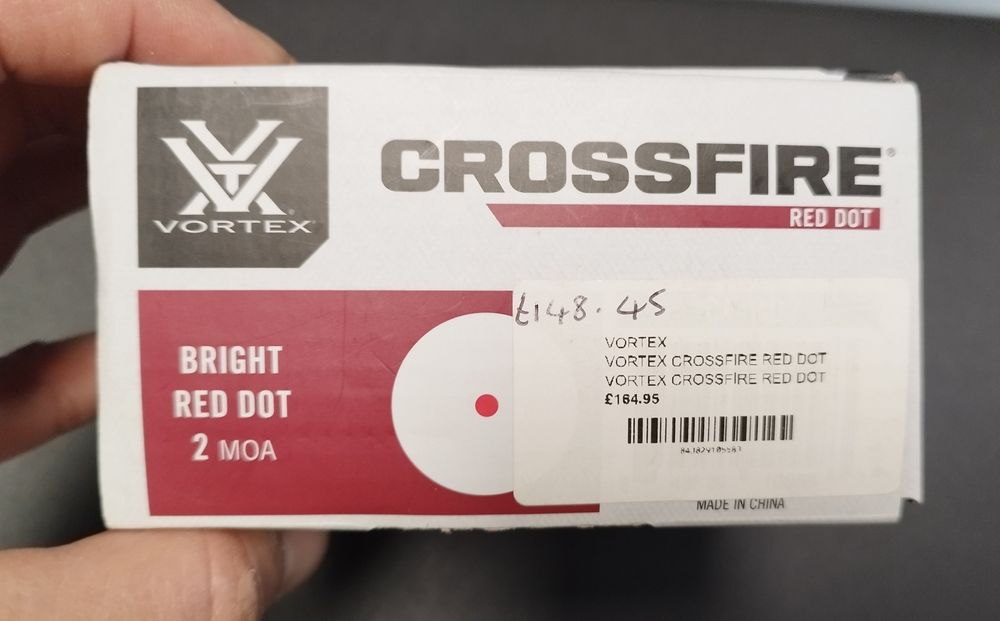 VORTEX
CROSSFIRE®
RED DOT
BRIGHT
RED DOT
2 MOA
£148.45
VORTEX
VORTEX CROSSFIRE RED DOT
VORTEX CROSSFIRE RED DOT
£164.95
MADE IN CHINA